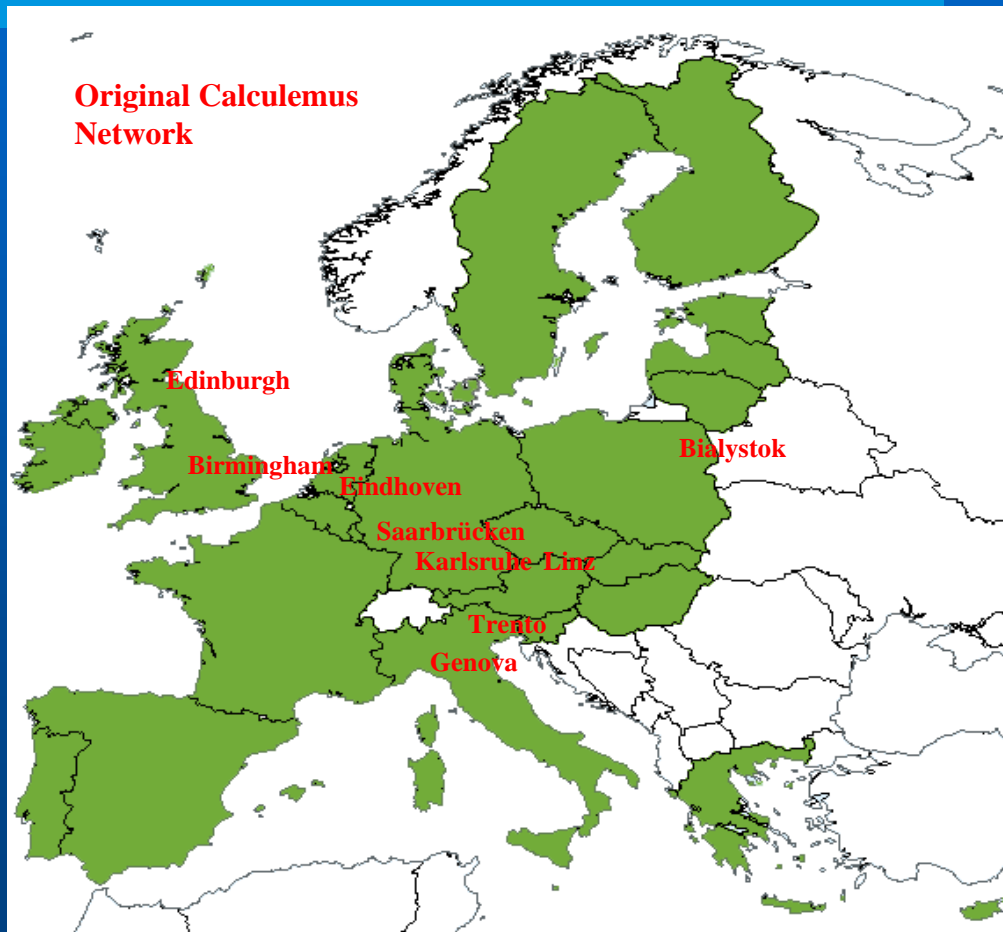 Original Calculemus
Network
Edinburgh
Bialystok
Birmingham
Eindhoven
Saarbrücken
Karlsruhe Linz
Trento
Genova